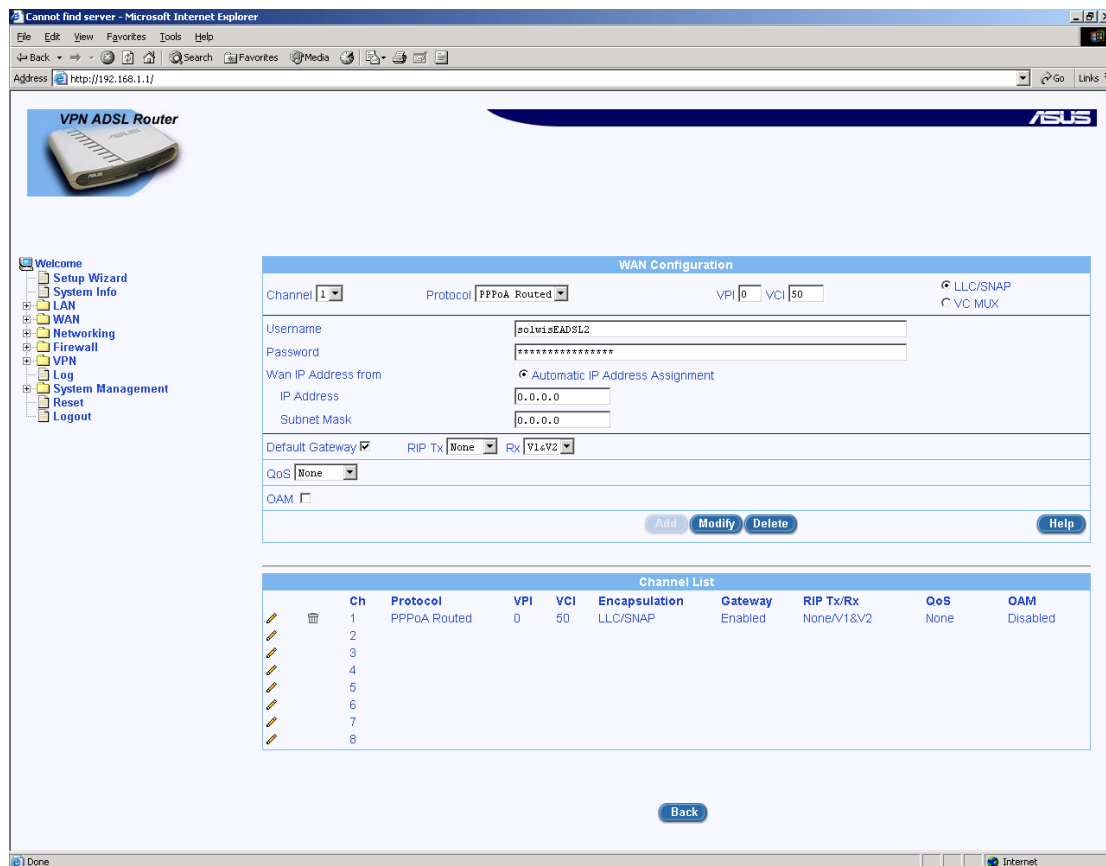 Cannot find server - Microsoft Internet Explorer
File Edit View Favorites Tools Help
Back Search Favorites Media
Address http://192.168.1.1/ Go Links
VPN ADSL Router
ASUS
Welcome
Setup Wizard
System Info
LAN
WAN
Networking
Firewall
VPN
Log
System Management
Reset
Logout
WAN Configuration
Channel 1 Protocol PPPoA Routed VPI 0 VCI 50 LLC/SNAP
VC MUX
Username solwisEADSL2
Password ****************
Wan IP Address from Automatic IP Address Assignment
IP Address 0.0.0.0
Subnet Mask 0.0.0.0
Default Gateway RIP Tx None Rx V1&V2
QoS None
OAM
Add Modify Delete Help
Channel List
Ch Protocol VPI VCI Encapsulation Gateway RIP Tx/Rx QoS OAM
1 PPPoA Routed 0 50 LLC/SNAP Enabled None/V1&V2 None Disabled
2
3
4
5
6
7
8
Back
Done Internet